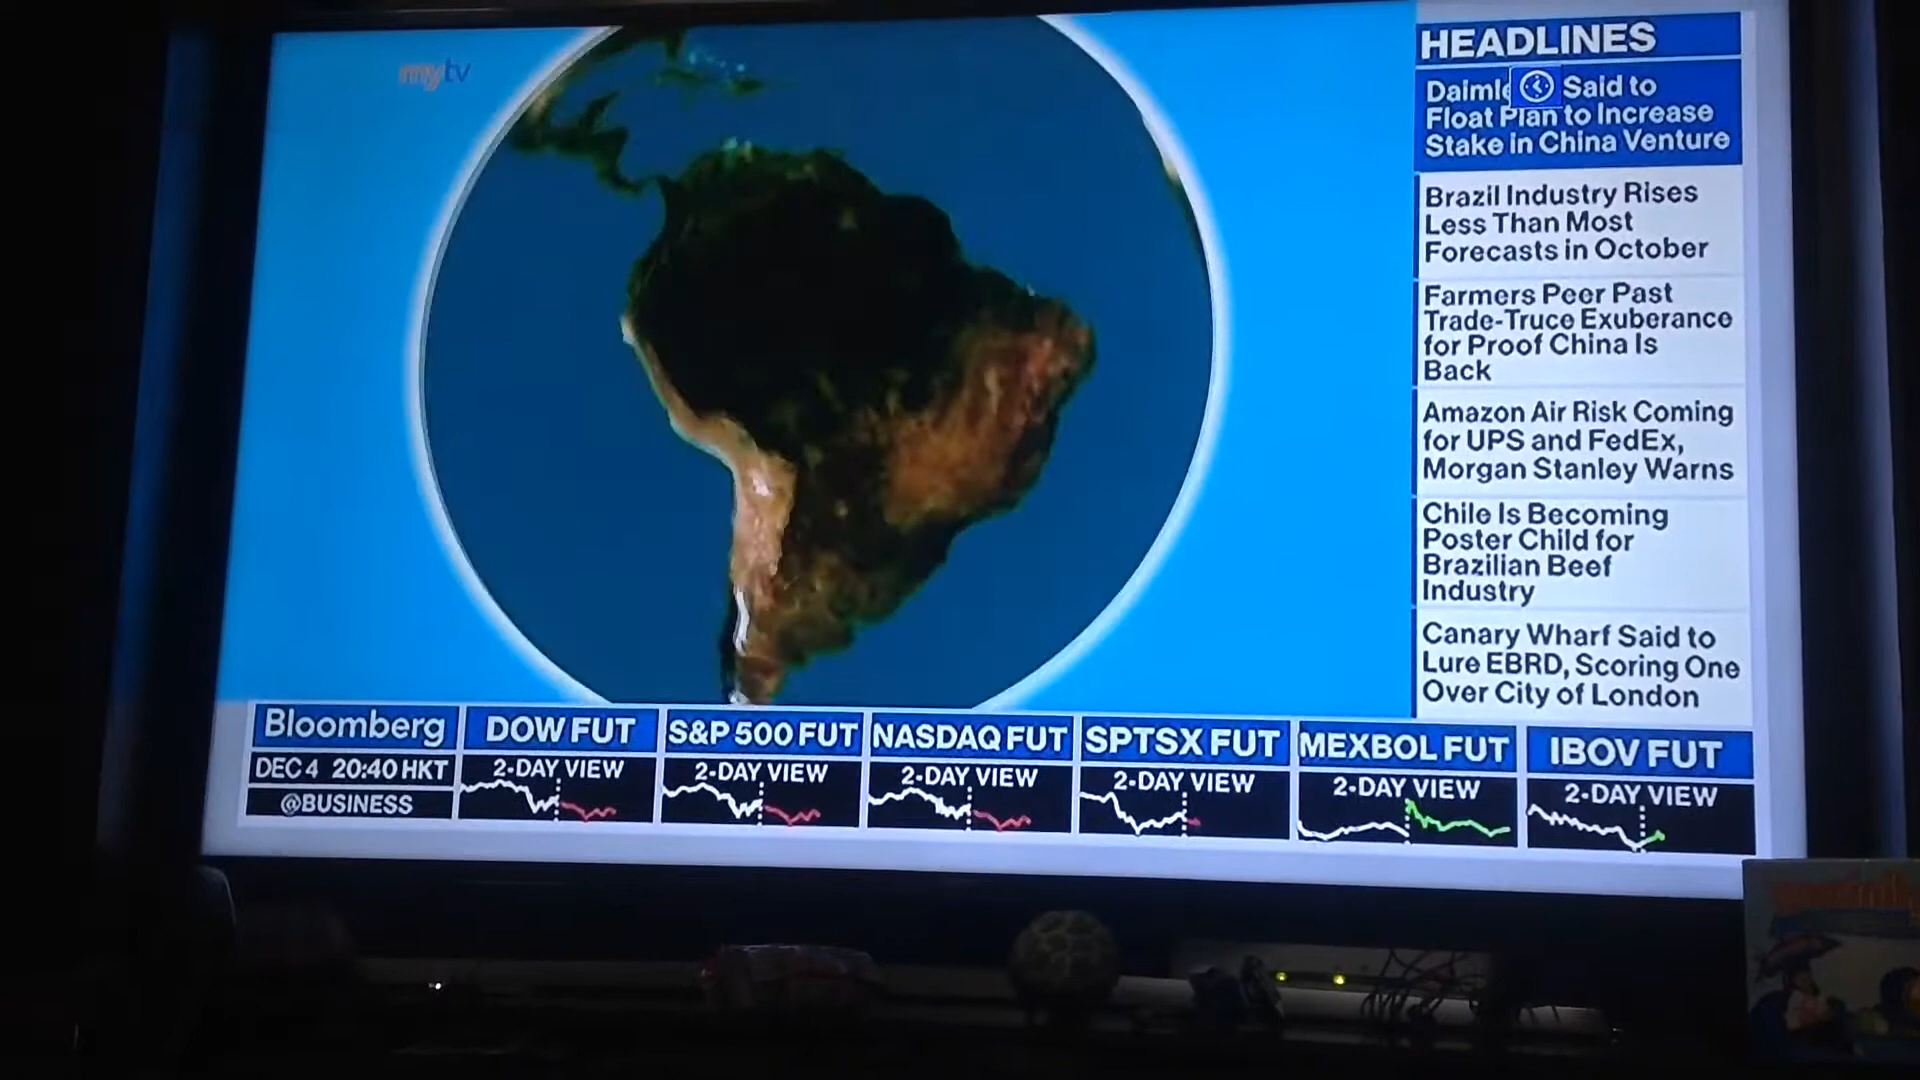 mytv
HEADLINES
Said to
Float Plan to Increase
Stake in China Venture
Brazil Industry Rises
Less Than Most
Forecasts in October
Farmers Peer Past
Trade-Truce Exuberance
for Proof China Is
Back
Amazon Air Risk Coming
for UPS and FedEx,
Morgan Stanley Warns
Chile Is Becoming
Poster Child for
Brazilian Beef
Industry
Canary Wharf Said to
Lure EBRD, Scoring One
Over City of London
Bloomberg
DEC 4 20:40 HKT
@BUSINESS
DOW FUT
2-DAY VIEW
S&P 500 FUT
2-DAY VIEW
NASDAQ FUT
2-DAY VIEW
SPTSX FUT
2-DAY VIEW
MEXBOL FUT
2-DAY VIEW
IBOV FUT
2-DAY VIEW